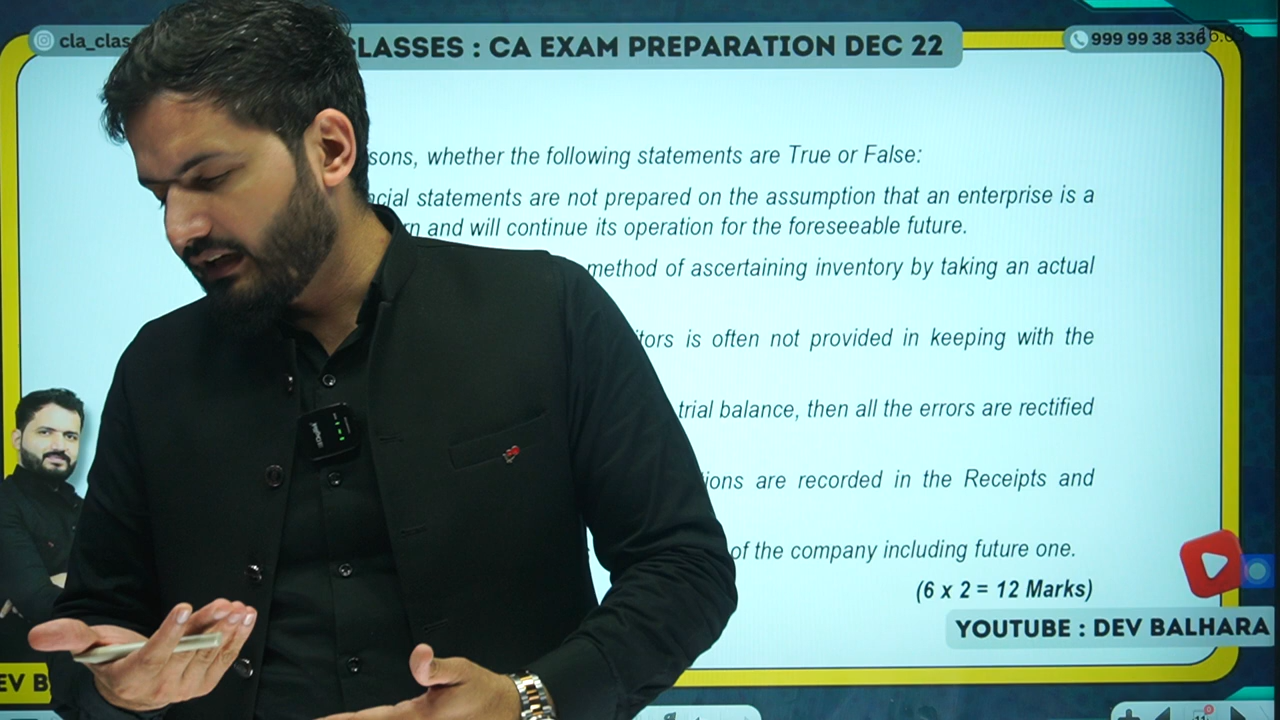 cla_clas
LASSES : CA EXAM PREPARATION DEC 22
999 99 38 336
sons, whether the following statements are True or False:
ncial statements are not prepared on the assumption that an enterprise is a
rn and will continue its operation for the foreseeable future.
method of ascertaining inventory by taking an actual
tors is often not provided in keeping with the
trial balance, then all the errors are rectified
ions are recorded in the Receipts and
of the company including future one.
(6 x 2 = 12 Marks)
YOUTUBE : DEV BALHARA
EV B